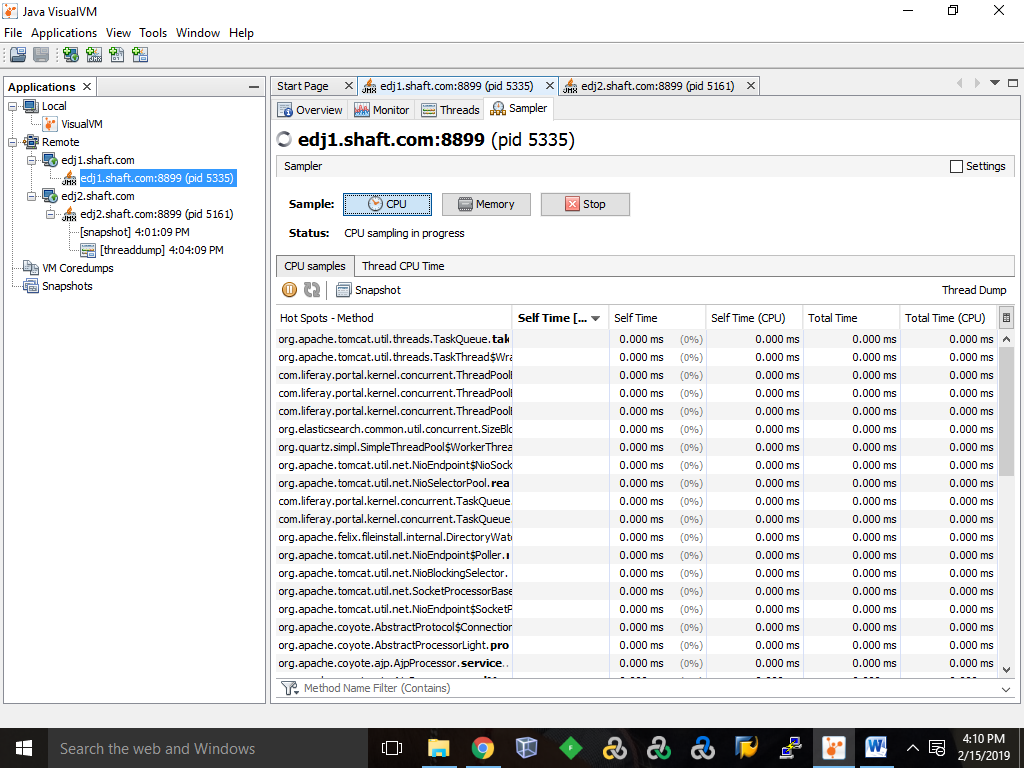 Java VisualVM
File Applications View Tools Window Help
Applications
Local
VisualVM
Remote
edj1.shaft.com
edj1.shaft.com:8899 (pid 5335)
edj2.shaft.com
edj2.shaft.com:8899 (pid 5161)
[snapshot] 4:01:09 PM
[threaddump] 4:04:09 PM
VM Coredumps
Snapshots
Start Page edj1.shaft.com:8899 (pid 5335) edj2.shaft.com:8899 (pid 5161)
Overview Monitor Threads Sampler
edj1.shaft.com:8899 (pid 5335)
Sampler Settings
Sample: CPU Memory Stop
Status: CPU sampling in progress
CPU samples Thread CPU Time
Snapshot Thread Dump
Hot Spots - Method Self Time [... Self Time Self Time (CPU) Total Time Total Time (CPU)
org.apache.tomcat.util.threads.TaskQueue.tak 0.000 ms (0%) 0.000 ms 0.000 ms 0.000 ms
org.apache.tomcat.util.threads.TaskThread$Wra 0.000 ms (0%) 0.000 ms 0.000 ms 0.000 ms
com.liferay.portal.kernel.concurrent.ThreadPool 0.000 ms (0%) 0.000 ms 0.000 ms 0.000 ms
com.liferay.portal.kernel.concurrent.ThreadPool 0.000 ms (0%) 0.000 ms 0.000 ms 0.000 ms
com.liferay.portal.kernel.concurrent.ThreadPool 0.000 ms (0%) 0.000 ms 0.000 ms 0.000 ms
org.elasticsearch.common.util.concurrent.SizeBlo 0.000 ms (0%) 0.000 ms 0.000 ms 0.000 ms
org.quartz.simpl.SimpleThreadPool$WorkerThrea 0.000 ms (0%) 0.000 ms 0.000 ms 0.000 ms
org.apache.tomcat.util.net.NioEndpoint$NioSock 0.000 ms (0%) 0.000 ms 0.000 ms 0.000 ms
org.apache.tomcat.util.net.NioSelectorPool.rea 0.000 ms (0%) 0.000 ms 0.000 ms 0.000 ms
com.liferay.portal.kernel.concurrent.TaskQueue. 0.000 ms (0%) 0.000 ms 0.000 ms 0.000 ms
com.liferay.portal.kernel.concurrent.TaskQueue. 0.000 ms (0%) 0.000 ms 0.000 ms 0.000 ms
org.apache.felix.fileinstall.internal.DirectoryWat 0.000 ms (0%) 0.000 ms 0.000 ms 0.000 ms
org.apache.tomcat.util.net.NioEndpoint$Poller.r 0.000 ms (0%) 0.000 ms 0.000 ms 0.000 ms
org.apache.tomcat.util.net.NioBlockingSelector. 0.000 ms (0%) 0.000 ms 0.000 ms 0.000 ms
org.apache.tomcat.util.net.SocketProcessorBase 0.000 ms (0%) 0.000 ms 0.000 ms 0.000 ms
org.apache.tomcat.util.net.NioEndpoint$SocketP 0.000 ms (0%) 0.000 ms 0.000 ms 0.000 ms
org.apache.coyote.AbstractProtocol$Connection 0.000 ms (0%) 0.000 ms 0.000 ms 0.000 ms
org.apache.coyote.AbstractProcessorLight.pro 0.000 ms (0%) 0.000 ms 0.000 ms 0.000 ms
org.apache.coyote.ajp.AjpProcessor.service.. 0.000 ms (0%) 0.000 ms 0.000 ms 0.000 ms
Method Name Filter (Contains)
Search the web and Windows
4:10 PM
2/15/2019